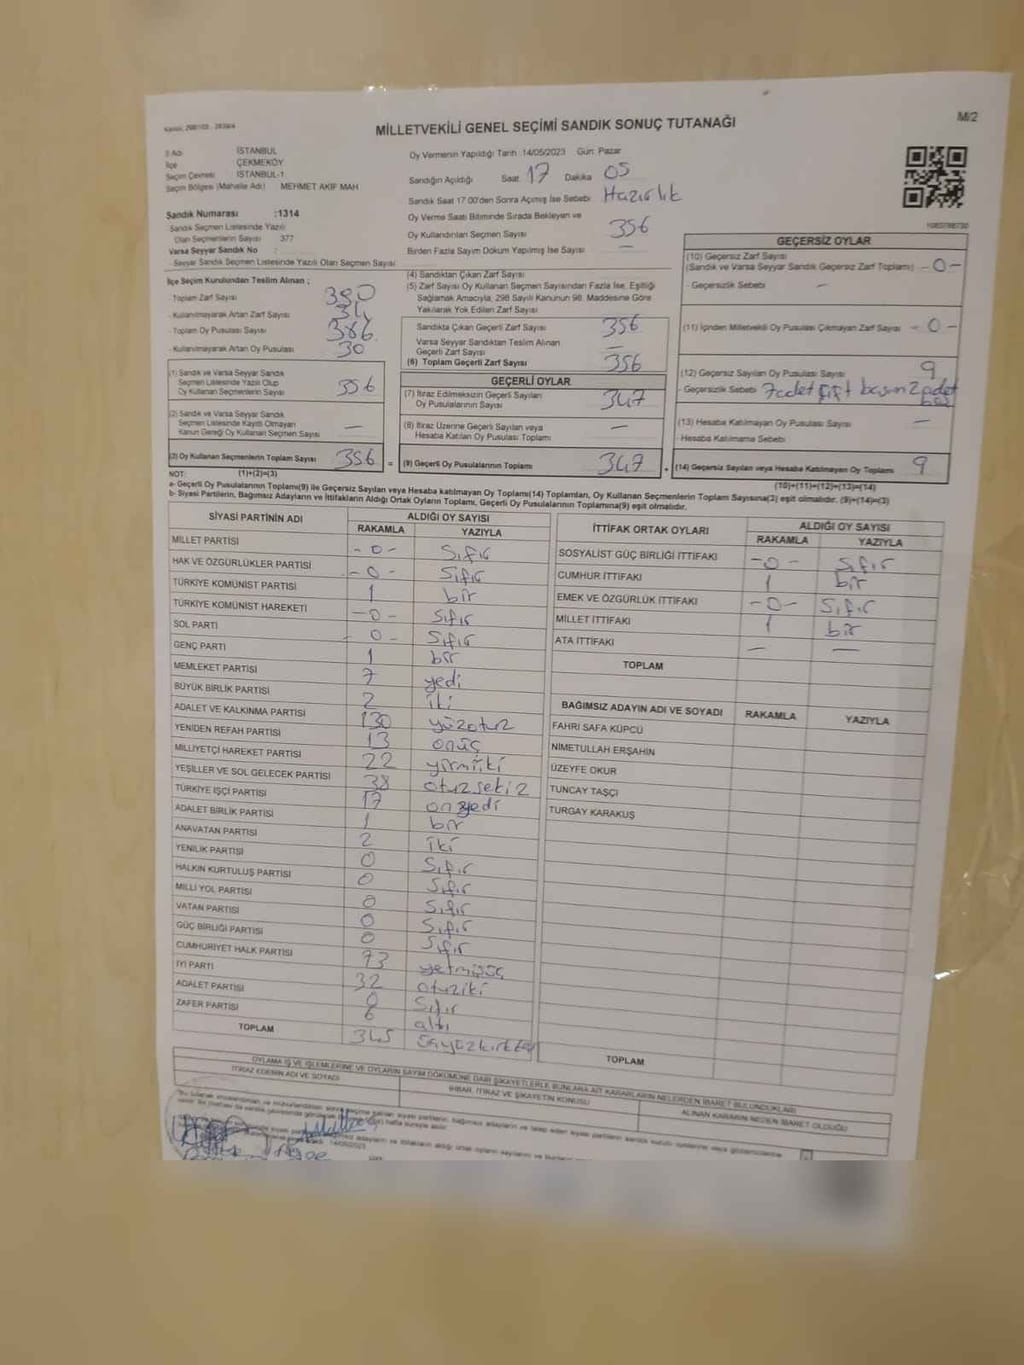 MİLLETVEKİLİ GENEL SEÇİMİ SANDIK SONUÇ TUTANAĞI
M/2
İl Adı İSTANBUL
İlçe ÇEKMEKÖY
Seçim Çevresi İSTANBUL-1
Seçim Bölgesi (Mahalle Adı) MEHMET AKİF MAH
Sandık Numarası :1314
Sandık Seçmen Listesinde Yazılı
Olan Seçmenlerin Sayısı 377
Varsa Seyyar Sandık No :
Seyyar Sandık Seçmen Listesinde Yazılı Olan Seçmen Sayısı
Oy Vermenin Yapıldığı Tarih 14/05/2023 Gün: Pazar
Sandığın Açıldığı Saat 17 Dakika 05
Sandık Saat 17.00'den Sonra Açılmış İse Sebebi Hazırlık
Oy Verme Saati Bitiminde Sırada Bekleyen ve
Oy Kullandırılan Seçmen Sayısı 356
Birden Fazla Sayım Döküm Yapılmış İse Sayısı —
İlçe Seçim Kurulundan Teslim Alınan ;
- Toplam Zarf Sayısı
- Kullanılmayarak Artan Zarf Sayısı
- Toplam Oy Pusulası Sayısı 386
- Kullanılmayarak Artan Oy Pusulası 30
(1) Sandık ve Varsa Seyyar Sandık
Seçmen Listesinde Yazılı Olup
Oy Kullanan Seçmenlerin Sayısı 356
(2) Sandık ve Varsa Seyyar Sandık
Seçmen Listesinde Kayıtlı Olmayan
Kanun Gereği Oy Kullanan Seçmen Sayısı —
(3) Oy Kullanan Seçmenlerin Toplam Sayısı 356
(4) Sandıktan Çıkan Zarf Sayısı
(5) Zarf Sayısı Oy Kullanan Seçmen Sayısından Fazla İse, Eşitliği
Sağlamak Amacıyla, 298 Sayılı Kanunun 98. Maddesine Göre
Yakılarak Yok Edilen Zarf Sayısı
Sandıkta Çıkan Geçerli Zarf Sayısı 356
Varsa Seyyar Sandıktan Teslim Alınan
Geçerli Zarf Sayısı —
(6) Toplam Geçerli Zarf Sayısı 356
GEÇERLİ OYLAR
(7) İtiraz Edilmeksizin Geçerli Sayılan
Oy Pusulalarının Sayısı 347
(8) İtiraz Üzerine Geçerli Sayılan veya
Hesaba Katılan Oy Pusulası Toplamı —
= (9) Geçerli Oy Pusulalarının Toplamı 347
GEÇERSİZ OYLAR
(10) Geçersiz Zarf Sayısı
(Sandık ve Varsa Seyyar Sandık Geçersiz Zarf Toplamı) -0-
- Geçersizlik Sebebi —
(11) İçinden Milletvekili Oy Pusulası Çıkmayan Zarf Sayısı -0-
(12) Geçersiz Sayılan Oy Pusulası Sayısı 9
- Geçersizlik Sebebi 7 adet çift basım 2 adet
boş
(13) Hesaba Katılmayan Oy Pusulası Sayısı —
- Hesaba Katılmama Sebebi
+ (14) Geçersiz Sayılan veya Hesaba Katılmayan Oy Toplamı 9
NOT: (1)+(2)=(3) (10)+(11)+(12)+(13)=(14)
a- Geçerli Oy Pusulalarının Toplamı(9) ile Geçersiz Sayılan veya Hesaba katılmayan Oy Toplamı(14) Toplamları, Oy Kullanan Seçmenlerin Toplam Sayısına(3) eşit olmalıdır. (9)+(14)=(3)
b- Siyasi Partilerin, Bağımsız Adayların ve İttifakların Aldığı Ortak Oyların Toplamı, Geçerli Oy Pusulalarının Toplamına(9) eşit olmalıdır.
SİYASİ PARTİNİN ADI ALDIĞI OY SAYISI
RAKAMLA YAZIYLA
MİLLET PARTİSİ -0- Sıfır
HAK VE ÖZGÜRLÜKLER PARTİSİ -0- Sıfır
TÜRKİYE KOMÜNİST PARTİSİ 1 bir
TÜRKİYE KOMÜNİST HAREKETİ -0- Sıfır
SOL PARTİ -0- Sıfır
GENÇ PARTİ 1 bir
MEMLEKET PARTİSİ 7 yedi
BÜYÜK BİRLİK PARTİSİ 2 iki
ADALET VE KALKINMA PARTİSİ 130 yüzotuz
YENİDEN REFAH PARTİSİ 13 onüç
MİLLİYETÇİ HAREKET PARTİSİ 22 yirmiiki
YEŞİLLER VE SOL GELECEK PARTİSİ 38 otuzsekiz
TÜRKİYE İŞÇİ PARTİSİ 17 onyedi
ADALET BİRLİK PARTİSİ 1 bir
ANAVATAN PARTİSİ 2 iki
YENİLİK PARTİSİ 0 Sıfır
HALKIN KURTULUŞ PARTİSİ 0 Sıfır
MİLLİ YOL PARTİSİ 0 Sıfır
VATAN PARTİSİ 0 Sıfır
GÜÇ BİRLİĞİ PARTİSİ 0 Sıfır
CUMHURİYET HALK PARTİSİ 73 yetmişüç
İYİ PARTİ 32 otuziki
ADALET PARTİSİ 0 Sıfır
ZAFER PARTİSİ 6 altı
TOPLAM 345
İTTİFAK ORTAK OYLARI ALDIĞI OY SAYISI
RAKAMLA YAZIYLA
SOSYALİST GÜÇ BİRLİĞİ İTTİFAKI -0- Sıfır
CUMHUR İTTİFAKI 1 bir
EMEK VE ÖZGÜRLÜK İTTİFAKI -0- Sıfır
MİLLET İTTİFAKI 1 bir
ATA İTTİFAKI — —
TOPLAM
BAĞIMSIZ ADAYIN ADI VE SOYADI RAKAMLA YAZIYLA
FAHRİ SAFA KÜPCÜ
NİMETULLAH ERŞAHİN
ÜZEYFE OKUR
TUNCAY TAŞÇI
TURGAY KARAKUŞ
TOPLAM
OYLAMA İŞ VE İŞLEMLERİNE VE OYLARIN SAYIM DÖKÜMÜNE DAİR ŞİKAYETLERLE BUNLARA AİT KARARLARIN NELERDEN İBARET BULUNDUKLARI
İTİRAZ EDENİN ADI VE SOYADI İHBAR, İTİRAZ VE ŞİKAYETİN KONUSU ALINAN KARARIN NEDEN İBARET OLDUĞU